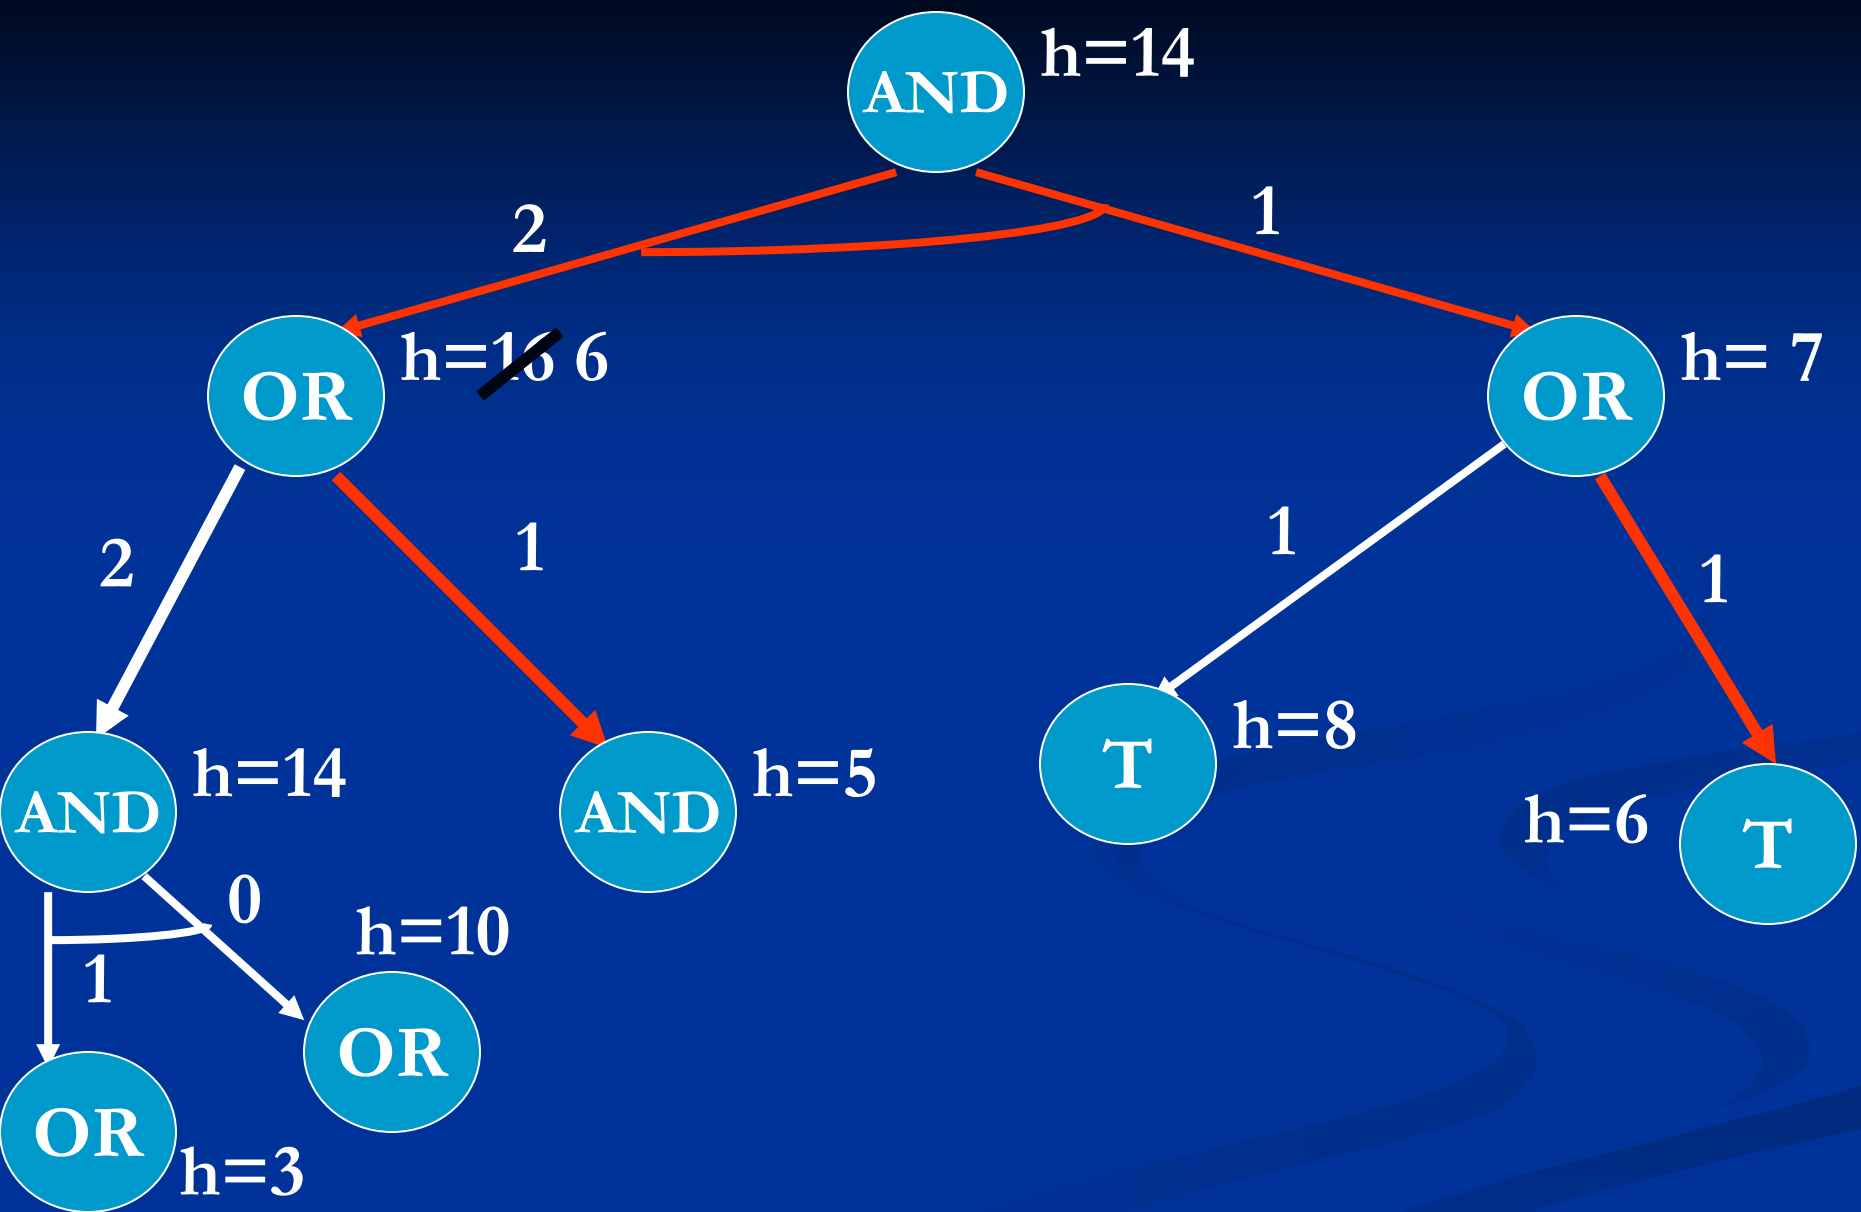 AND h=14
2 1
OR h=16 6 OR h= 7
2 1 1 1
AND h=14 AND h=5 T h=8 h=6 T
0
1
h=10
OR
OR h=3